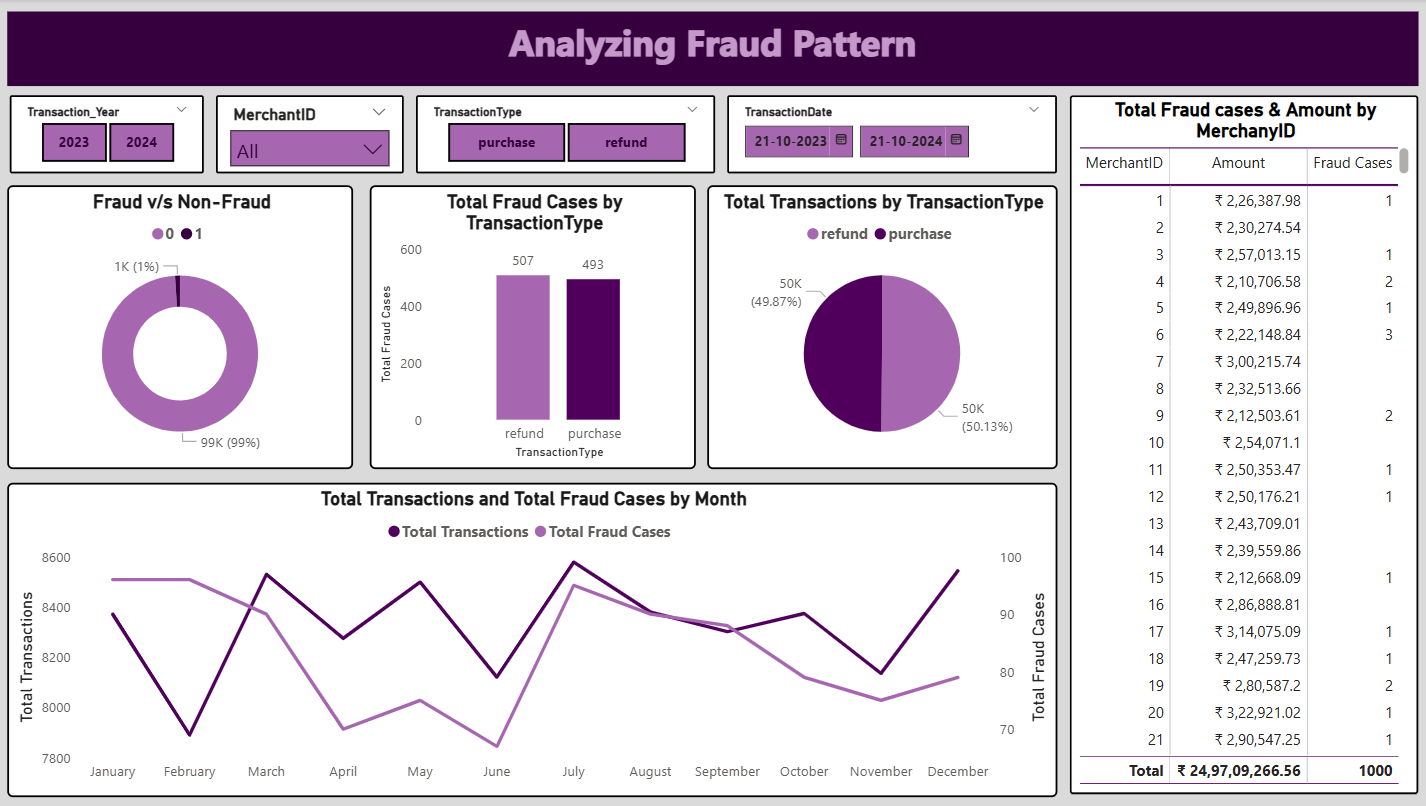 Analyzing Fraud Pattern
Transaction_Year
2023 2024
MerchantID
All
TransactionType
purchase refund
TransactionDate
21-10-2023 21-10-2024
Fraud v/s Non-Fraud
0 1
1K (1%)
99K (99%)
Total Fraud Cases by
TransactionType
Total Fraud Cases
600
400
200
0
507
493
refund purchase
TransactionType
Total Transactions by TransactionType
refund purchase
50K
(49.87%)
50K
(50.13%)
Total Transactions and Total Fraud Cases by Month
Total Transactions Total Fraud Cases
Total Transactions
8600
8400
8200
8000
7800
100
90
80
70
Total Fraud Cases
January February March April May June July August September October November December
Total Fraud cases & Amount by
MerchanyID
MerchantID Amount Fraud Cases
1 ₹ 2,26,387.98 1
2 ₹ 2,30,274.54
3 ₹ 2,57,013.15 1
4 ₹ 2,10,706.58 2
5 ₹ 2,49,896.96 1
6 ₹ 2,22,148.84 3
7 ₹ 3,00,215.74
8 ₹ 2,32,513.66
9 ₹ 2,12,503.61 2
10 ₹ 2,54,071.1
11 ₹ 2,50,353.47 1
12 ₹ 2,50,176.21 1
13 ₹ 2,43,709.01
14 ₹ 2,39,559.86
15 ₹ 2,12,668.09 1
16 ₹ 2,86,888.81
17 ₹ 3,14,075.09 1
18 ₹ 2,47,259.73 1
19 ₹ 2,80,587.2 2
20 ₹ 3,22,921.02 1
21 ₹ 2,90,547.25 1
Total ₹ 24,97,09,266.56 1000